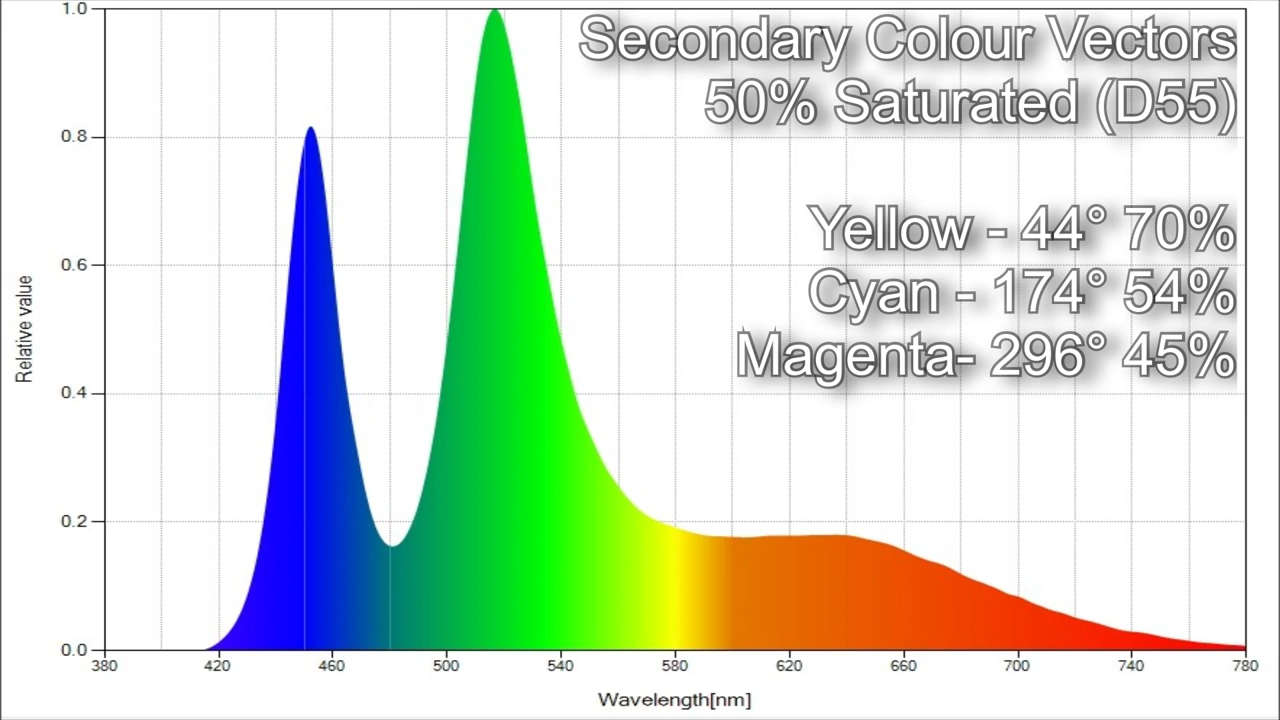 Secondary Colour Vectors
50% Saturated (D55)
Yellow - 44° 70%
Cyan - 174° 54%
Magenta- 296° 45%
Relative value
1.0
0.8
0.6
0.4
0.2
0.0
380 420 460 500 540 580 620 660 700 740 780
Wavelength[nm]